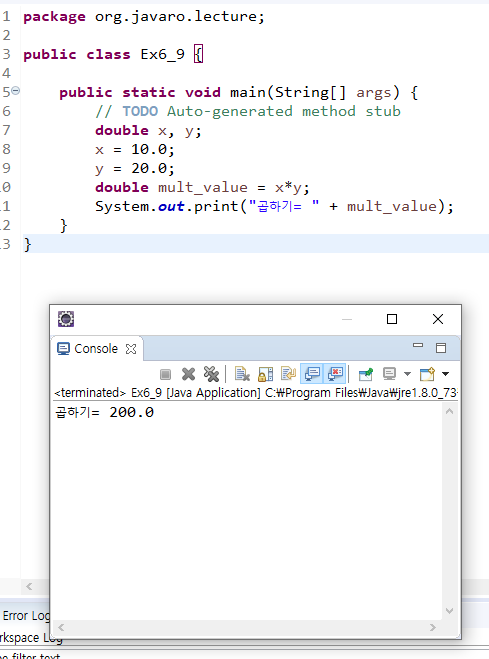 1 package org.javaro.lecture;
2
3 public class Ex6_9 {
4
5 public static void main(String[] args) {
6 // TODO Auto-generated method stub
7 double x, y;
8 x = 10.0;
9 y = 20.0;
.0 double mult_value = x*y;
.1 System.out.print("곱하기= " + mult_value);
.2 }
.3 }
Console
<terminated> Ex6_9 [Java Application] C:₩Program Files₩Java₩jre1.8.0_73
곱하기= 200.0
Error Log
rkspace Log
filter text